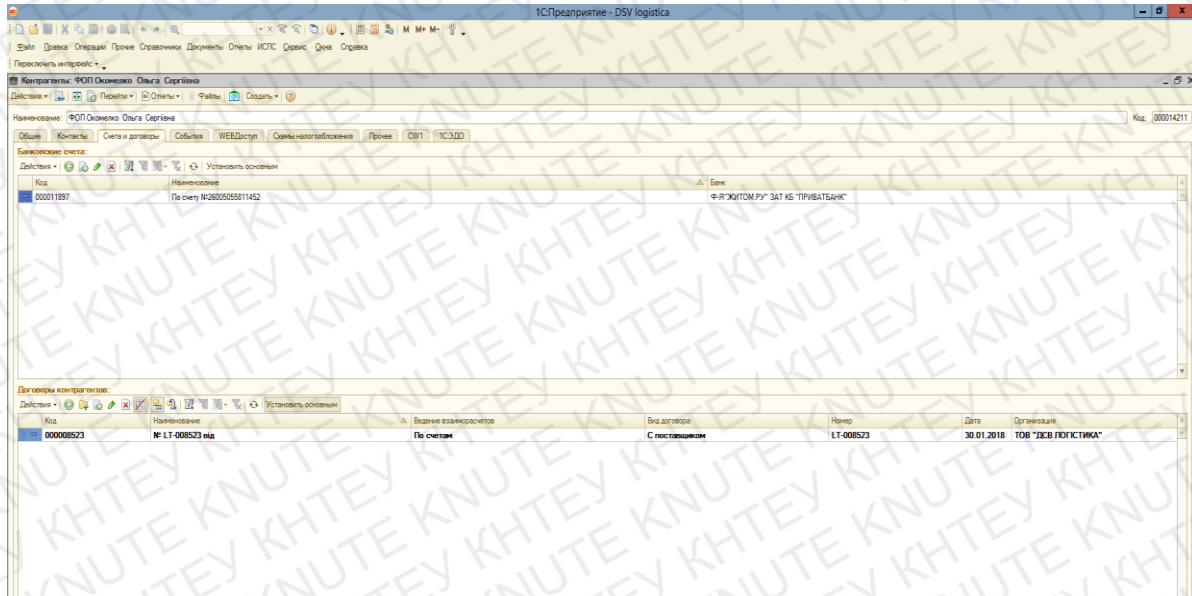 1С:Предприятие - DSV logistica
M M+ M-
Файл Правка Операции Прочие Справочники Документы Отчеты ИСПС Сервис Окна Справка
Переключить интерфейс
Контрагенты: ФОП Окомелко Ольга Сергіївна
Действия Перейти Отчеты Файлы Создать
Наименование: ФОП Окомелко Ольга Сергіївна Код: 000014211
Общие Контакты Счета и договоры События WEBДоступ Схемы налогообложения Прочее CW1 1С:ЭДО
Банковские счета:
Действия Установить основным
Код Наименование Банк
000011897 По счету №26005055811452 Ф-Я"ЖИТОМ.РУ" ЗАТ КБ "ПРИВАТБАНК"
Договоры контрагентов:
Действия Установить основным
Код Наименование Ведение взаиморасчетов Вид договора Номер Дата Организация
000008523 № LT-008523 від По счетам С поставщиком LT-008523 30.01.2018 ТОВ "ДСВ ЛОГІСТИКА"
КНТЕУ KNUTE